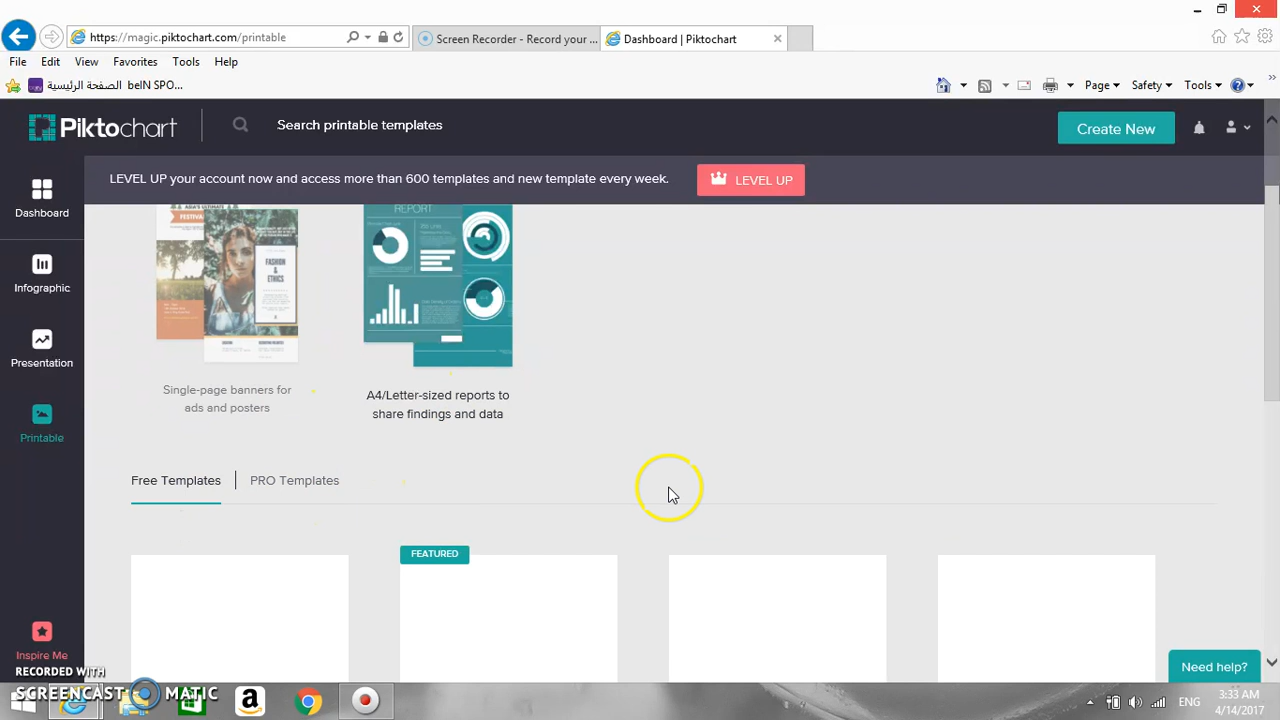 https://magic.piktochart.com/printable
Screen Recorder - Record your ...
Dashboard | Piktochart
File Edit View Favorites Tools Help
الصفحة الرئيسية beIN SPO...
Page Safety Tools
Piktochart
Search printable templates
Create New
LEVEL UP your account now and access more than 600 templates and new template every week.
LEVEL UP
Dashboard
Infographic
Presentation
Printable
Inspire Me
ASIA'S ULTIMATE
FESTIVAL
FASHION
&
ETHICS
REPORT
Single-page banners for
ads and posters
A4/Letter-sized reports to
share findings and data
Free Templates
PRO Templates
FEATURED
Need help?
RECORDED WITH
SCREENCAST MATIC
ENG
3:33 AM
4/14/2017